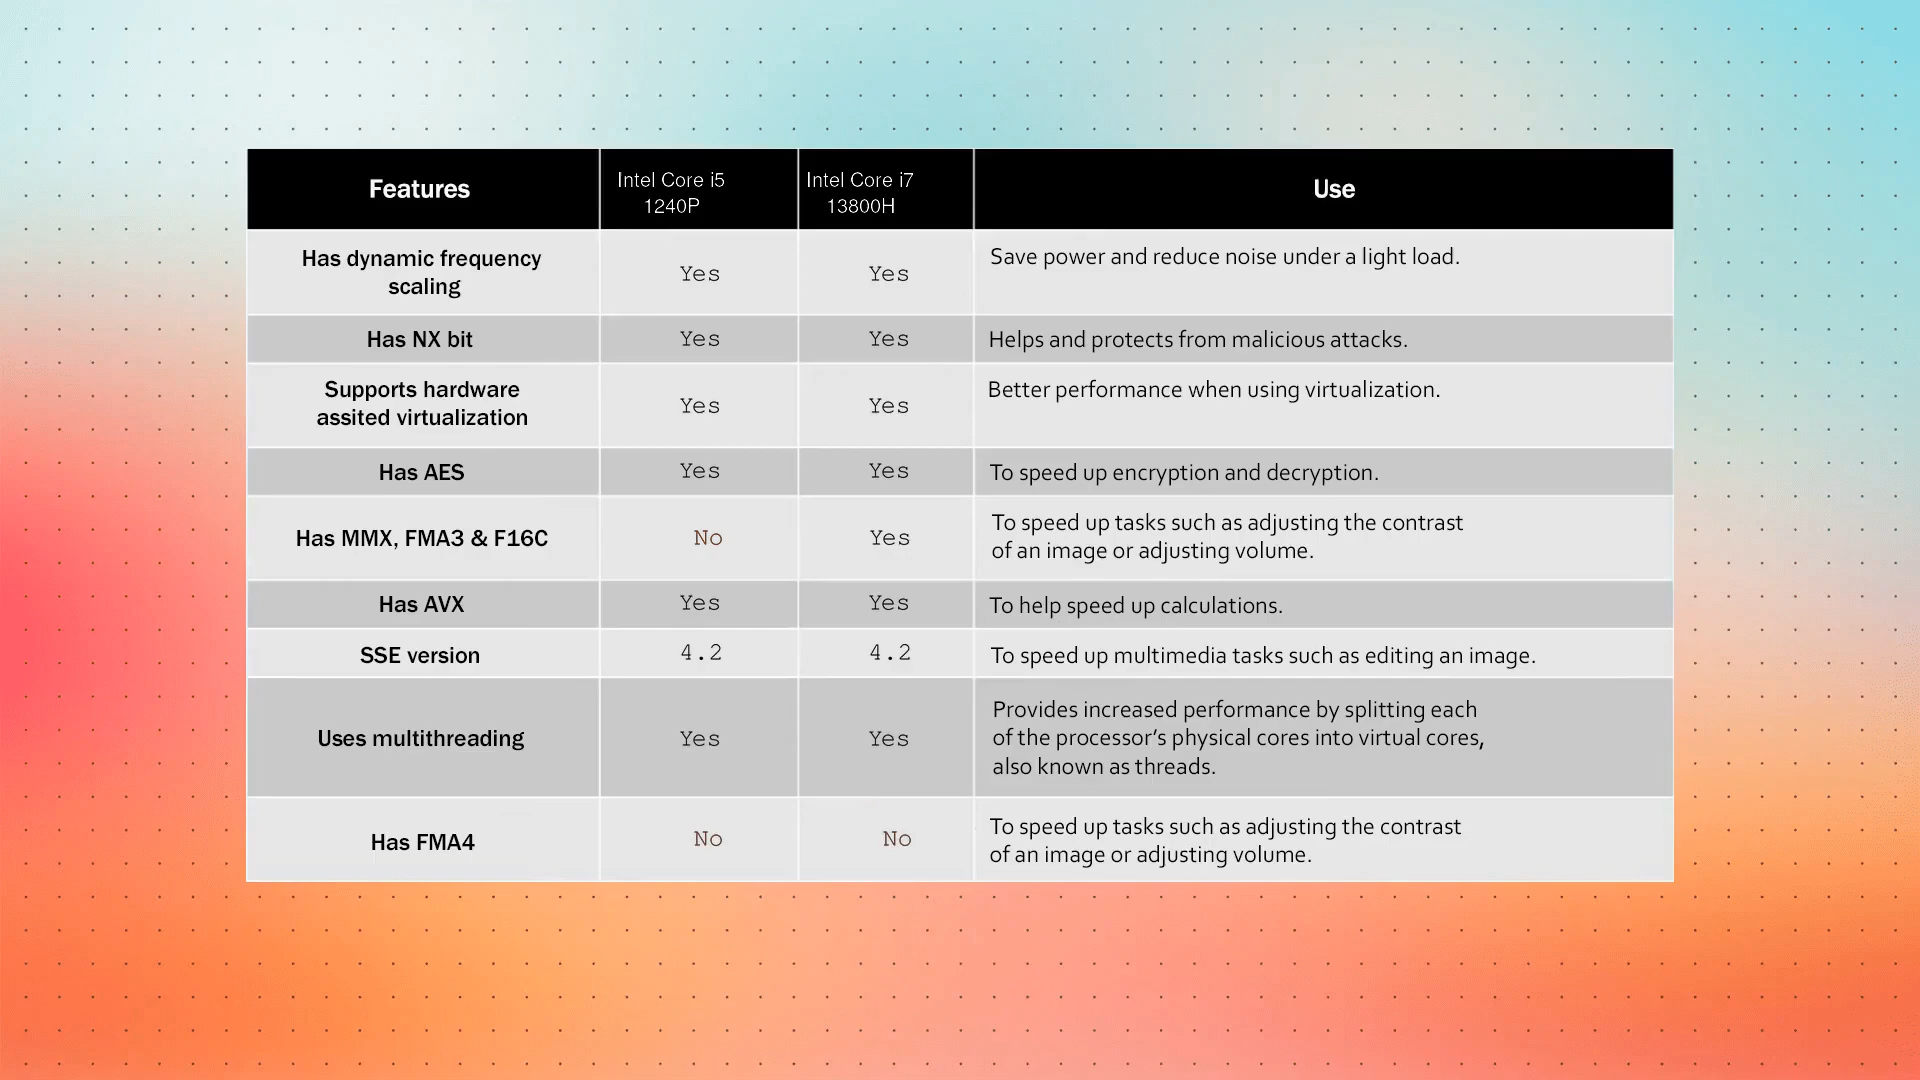 Features
Intel Core i5
1240P
Intel Core i7
13800H
Use
Has dynamic frequency
scaling
Yes
Yes
Save power and reduce noise under a light load.
Has NX bit
Yes
Yes
Helps and protects from malicious attacks.
Supports hardware
assited virtualization
Yes
Yes
Better performance when using virtualization.
Has AES
Yes
Yes
To speed up encryption and decryption.
Has MMX, FMA3 & F16C
No
Yes
To speed up tasks such as adjusting the contrast
of an image or adjusting volume.
Has AVX
Yes
Yes
To help speed up calculations.
SSE version
4.2
4.2
To speed up multimedia tasks such as editing an image.
Uses multithreading
Yes
Yes
Provides increased performance by splitting each
of the processor's physical cores into virtual cores,
also known as threads.
Has FMA4
No
No
To speed up tasks such as adjusting the contrast
of an image or adjusting volume.